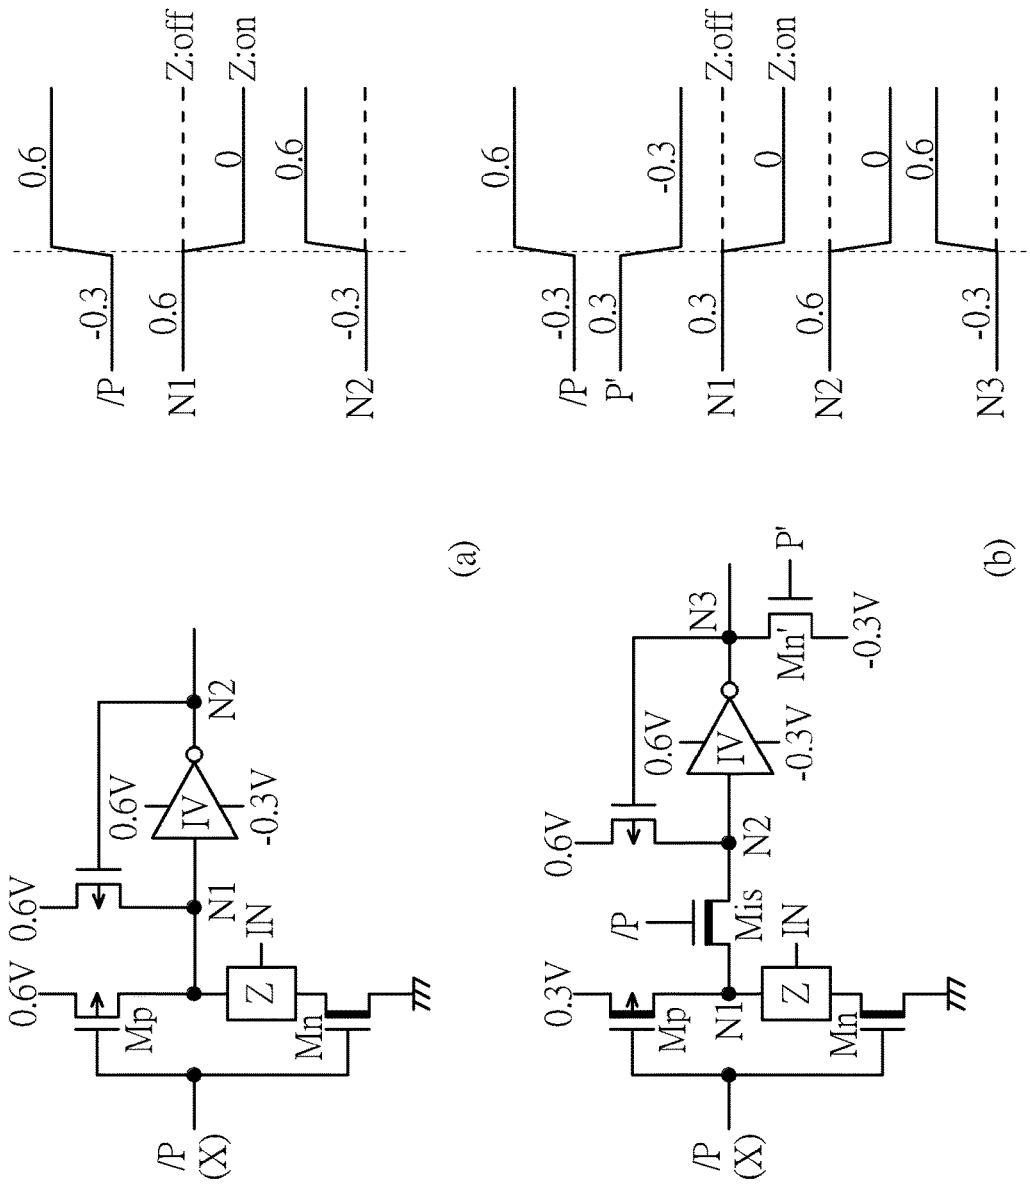 0.6V
0.6V
Mp
0.6V
IV
-0.3V
N1
N2
/P
(X)
Z
IN
Mn
(a)
/P
-0.3
0.6
N1
0.6
Z:off
0
Z:on
N2
-0.3
0.6
0.3V
0.6V
Mp
/P
Mis
N1
N2
0.6V
IV
-0.3V
N3
Mn'
P'
-0.3V
/P
(X)
Z
IN
Mn
(b)
/P
-0.3
0.6
P'
0.3
-0.3
N1
0.3
Z:off
0
Z:on
N2
0.6
0
N3
-0.3
0.6